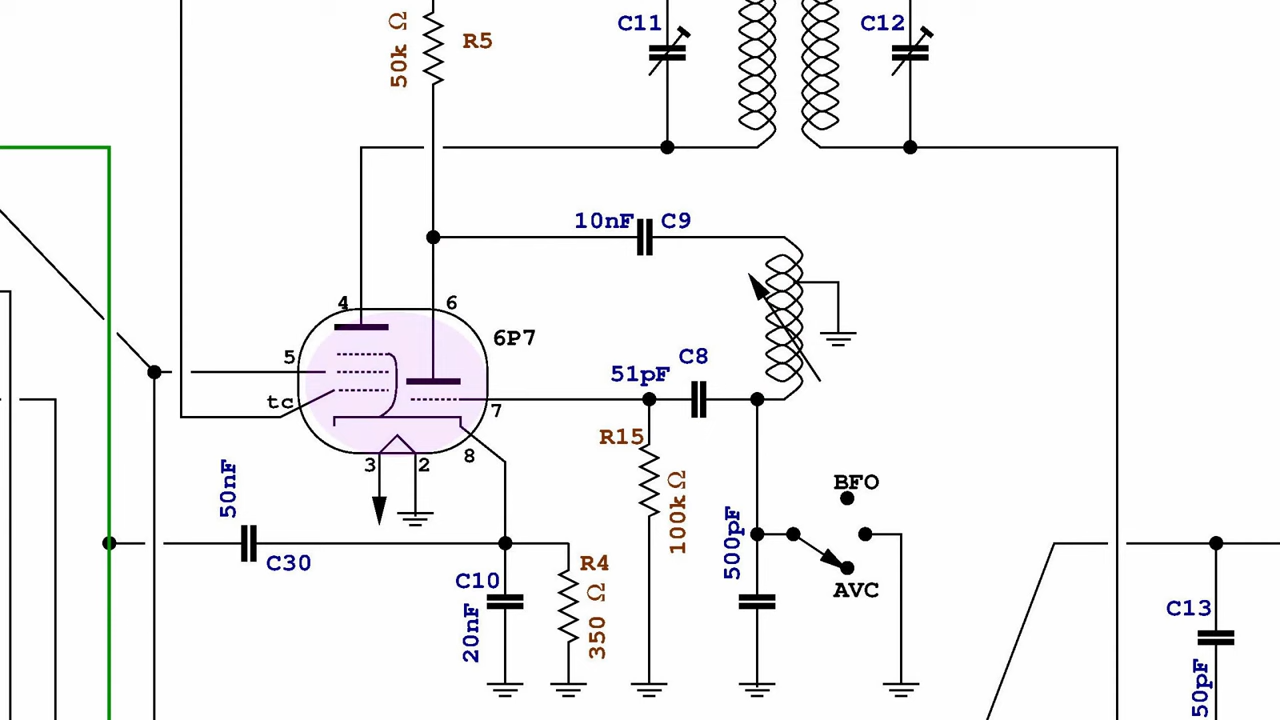 C11
C12
50k Ω
R5
10nF
C9
4
6
6P7
5
C8
51pF
tc
7
R15
3
2
8
50nF
100kΩ
BFO
500pF
C30
C10
R4
AVC
20nF
350 Ω
C13
50pF